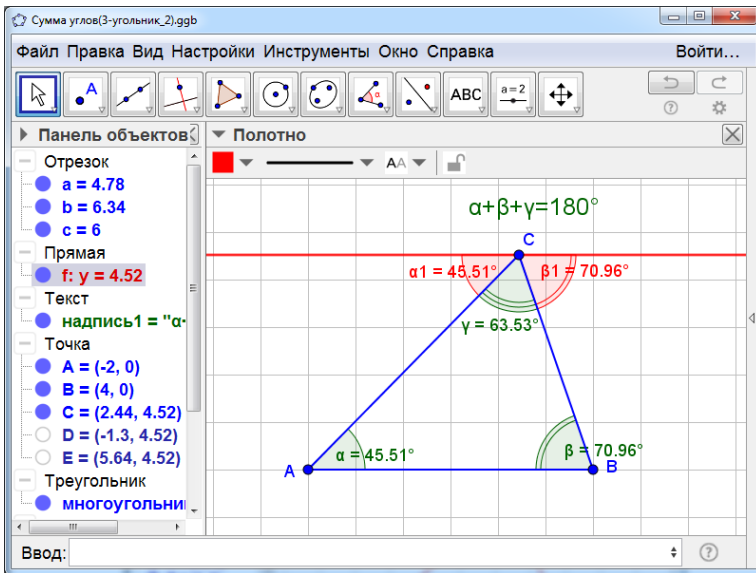 Сумма углов(3-угольник_2).ggb
Файл Правка Вид Настройки Инструменты Окно Справка Войти...
A α ABC a=2
Панель объектов
Полотно
AA
Отрезок
a = 4.78
b = 6.34
c = 6
Прямая
f: y = 4.52
Текст
надпись1 = "α+
Точка
A = (-2, 0)
B = (4, 0)
C = (2.44, 4.52)
D = (-1.3, 4.52)
E = (5.64, 4.52)
Треугольник
многоугольни
α+β+γ=180°
C
α1 = 45.51°
β1 = 70.96°
γ = 63.53°
α = 45.51°
β = 70.96°
A
B
Ввод: